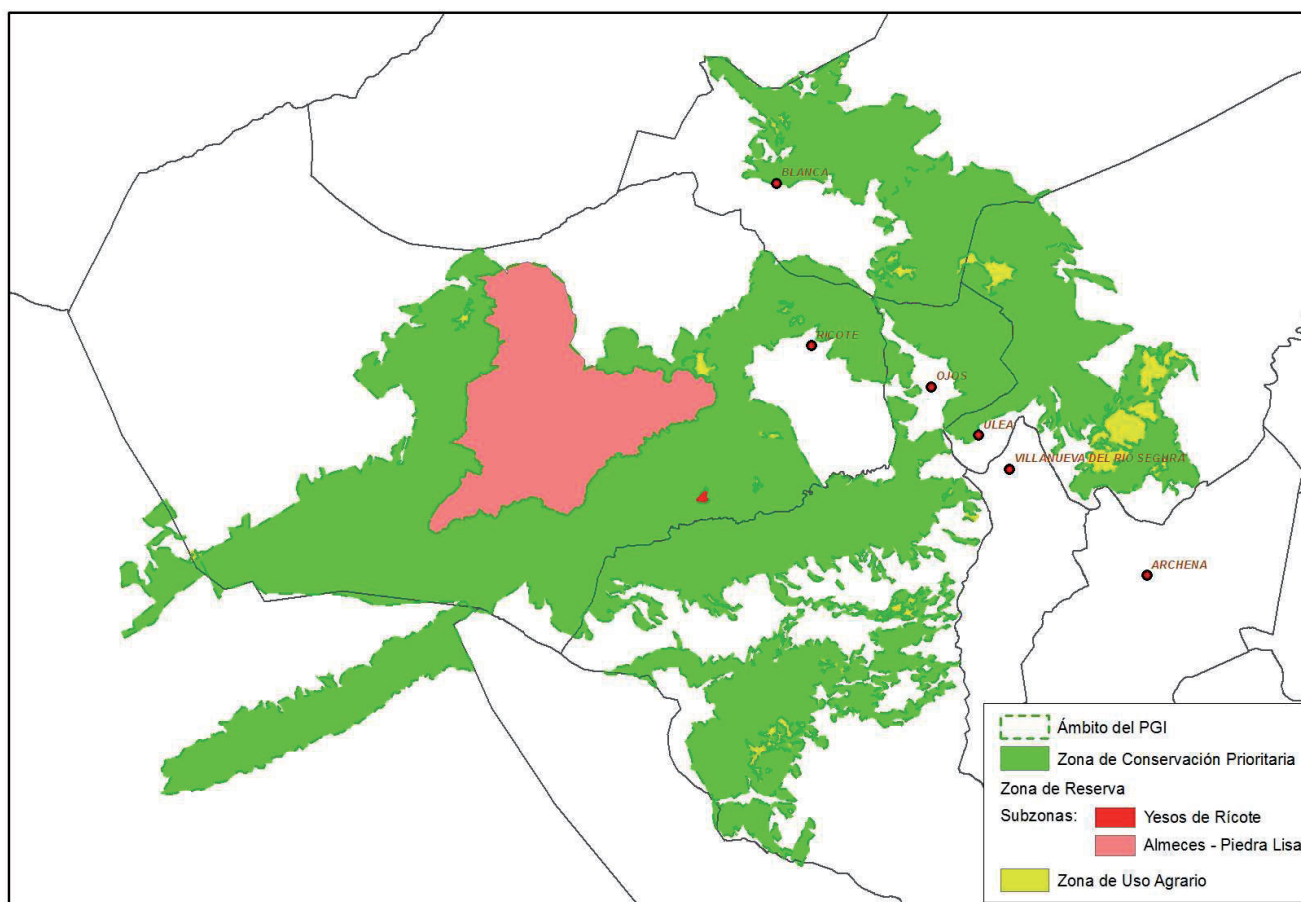 BLANCA
RICOTE
OJOS
ULEA
VILLANUEVA DEL RIO SEGURA
ARCHENA
Ámbito del PGI
Zona de Conservación Prioritaria
Zona de Reserva
Subzonas: Yesos de Rícote
Almeces - Piedra Lisa
Zona de Uso Agrario